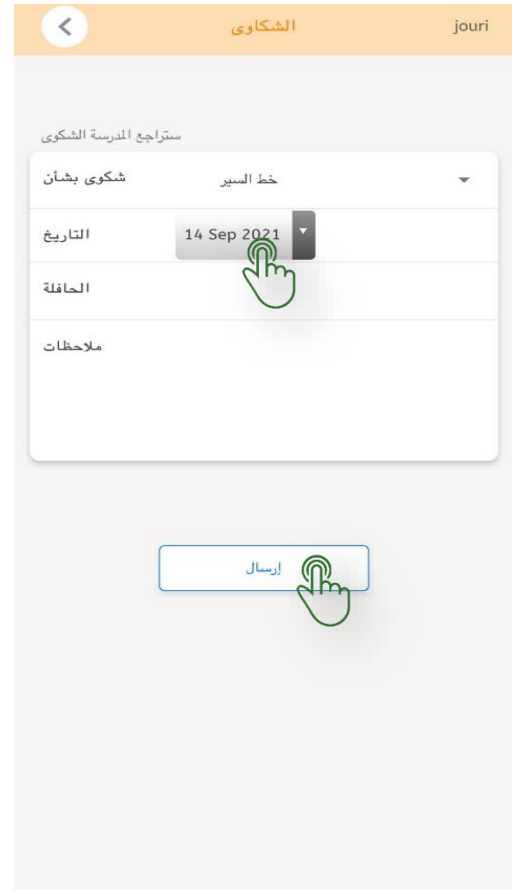 الشكاوى
jouri
ستراجع المدرسة الشكوى
شكوى بشأن خط السير
التاريخ 14 Sep 2021
الحافلة
ملاحظات
إرسال